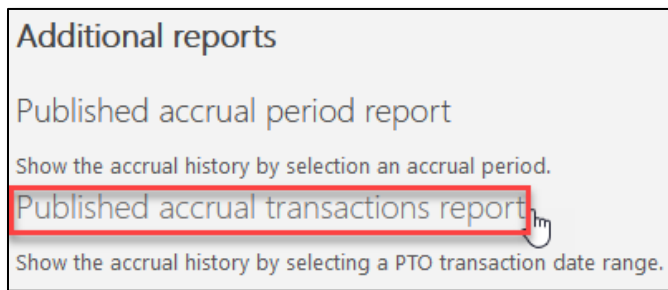 Additional reports
Published accrual period report
Show the accrual history by selection an accrual period.
Published accrual transactions report
Show the accrual history by selecting a PTO transaction date range.